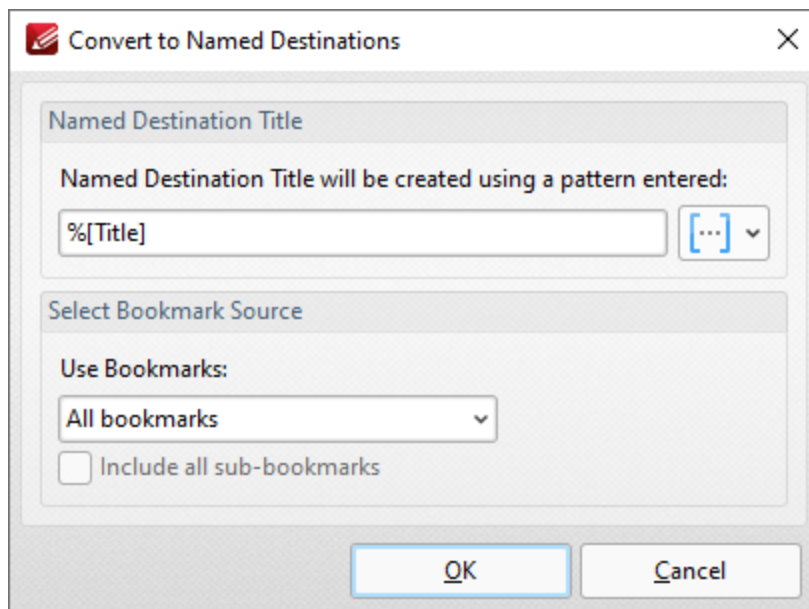 Convert to Named Destinations
Named Destination Title
Named Destination Title will be created using a pattern entered:
%[Title]
Select Bookmark Source
Use Bookmarks:
All bookmarks
Include all sub-bookmarks
OK Cancel